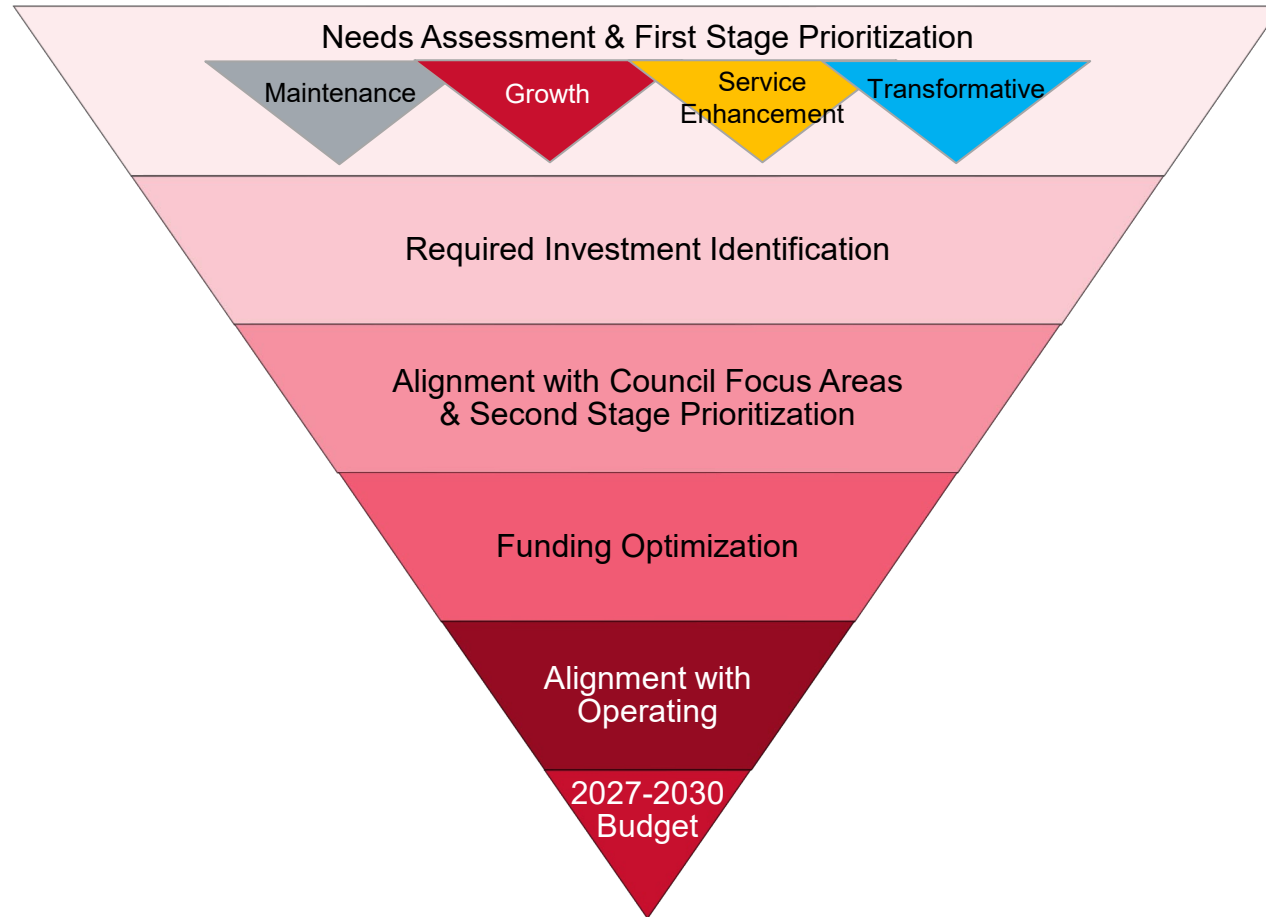 Needs Assessment & First Stage Prioritization
Maintenance
Growth
Service
Enhancement
Transformative
Required Investment Identification
Alignment with Council Focus Areas
& Second Stage Prioritization
Funding Optimization
Alignment with
Operating
2027-2030
Budget